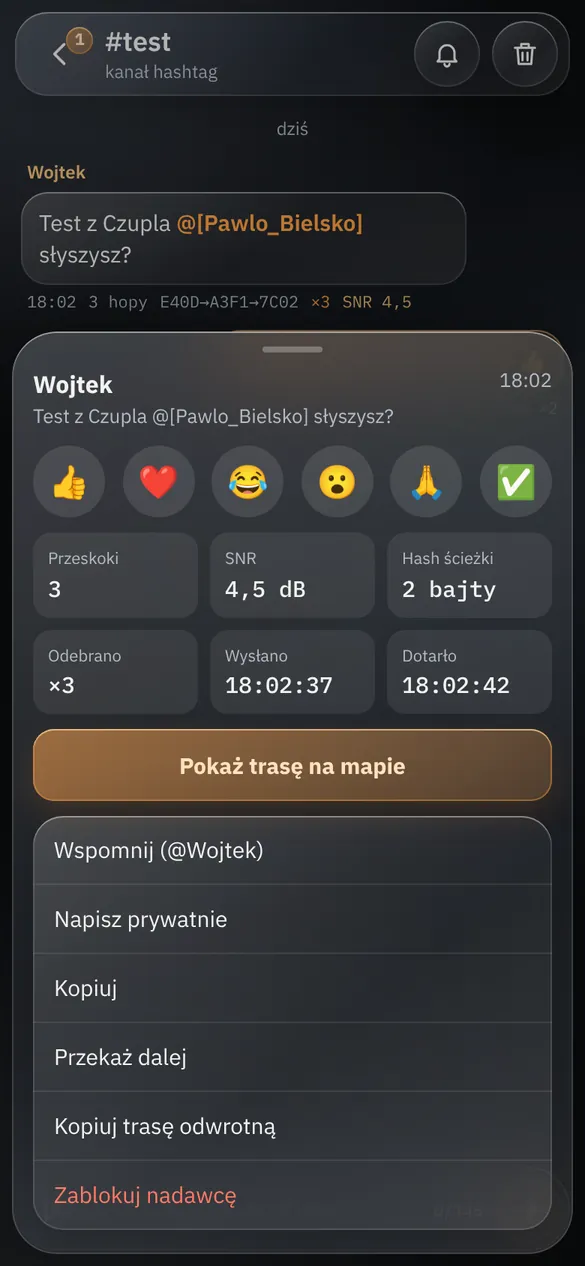 1
#test
kanał hashtag
dziś
Wojtek
Test z Czupla @[Pawlo_Bielsko]
słyszysz?
18:02 3 hopy E40D→A3F1→7C02 ×3 SNR 4,5
Wojtek
18:02
Test z Czupla @[Pawlo_Bielsko] słyszysz?
Przeskoki
3
SNR
4,5 dB
Hash ścieżki
2 bajty
Odebrano
×3
Wysłano
18:02:37
Dotarło
18:02:42
Pokaż trasę na mapie
Wspomnij (@Wojtek)
Napisz prywatnie
Kopiuj
Przekaż dalej
Kopiuj trasę odwrotną
Zablokuj nadawcę